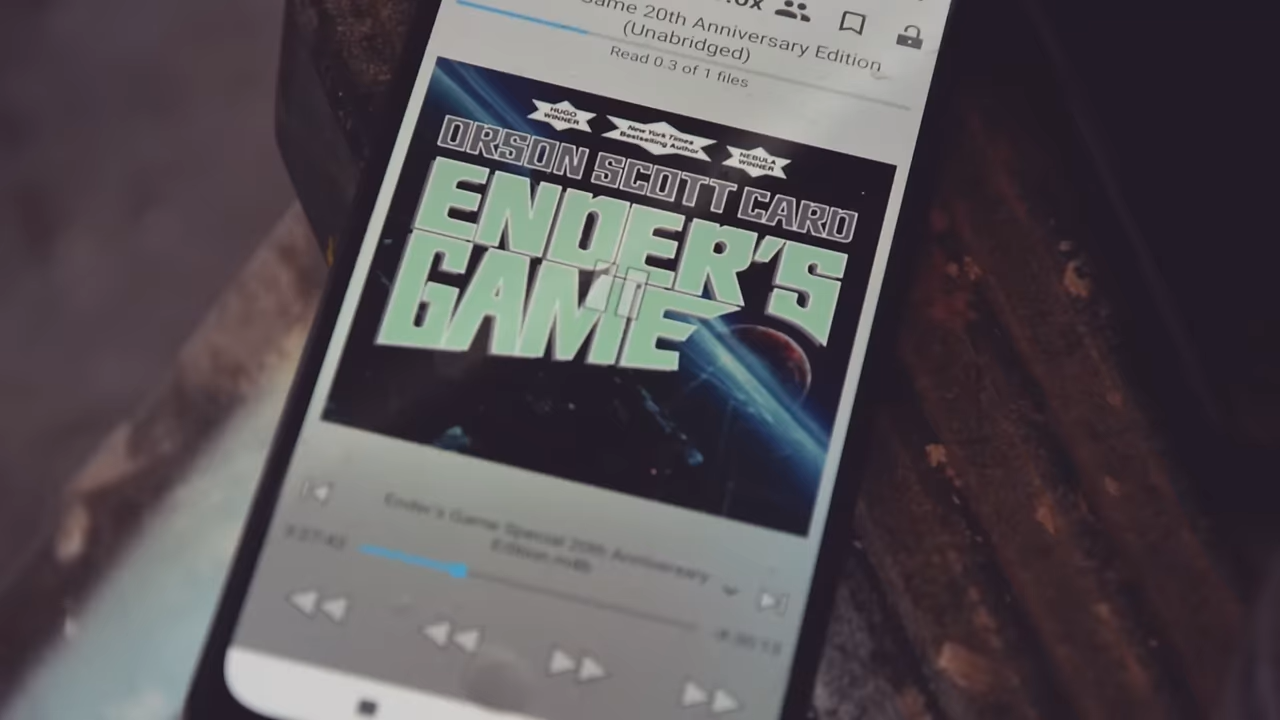 Game 20th Anniversary Edition
(Unabridged)
Read 0.3 of 1 files
HUGO
WINNER
New York Times
Bestselling Author
NEBULA
WINNER
ORSON SCOTT CARD
ENDER'S
GAME
Ender's Game Special 20th Anniversary
Edition.m4b